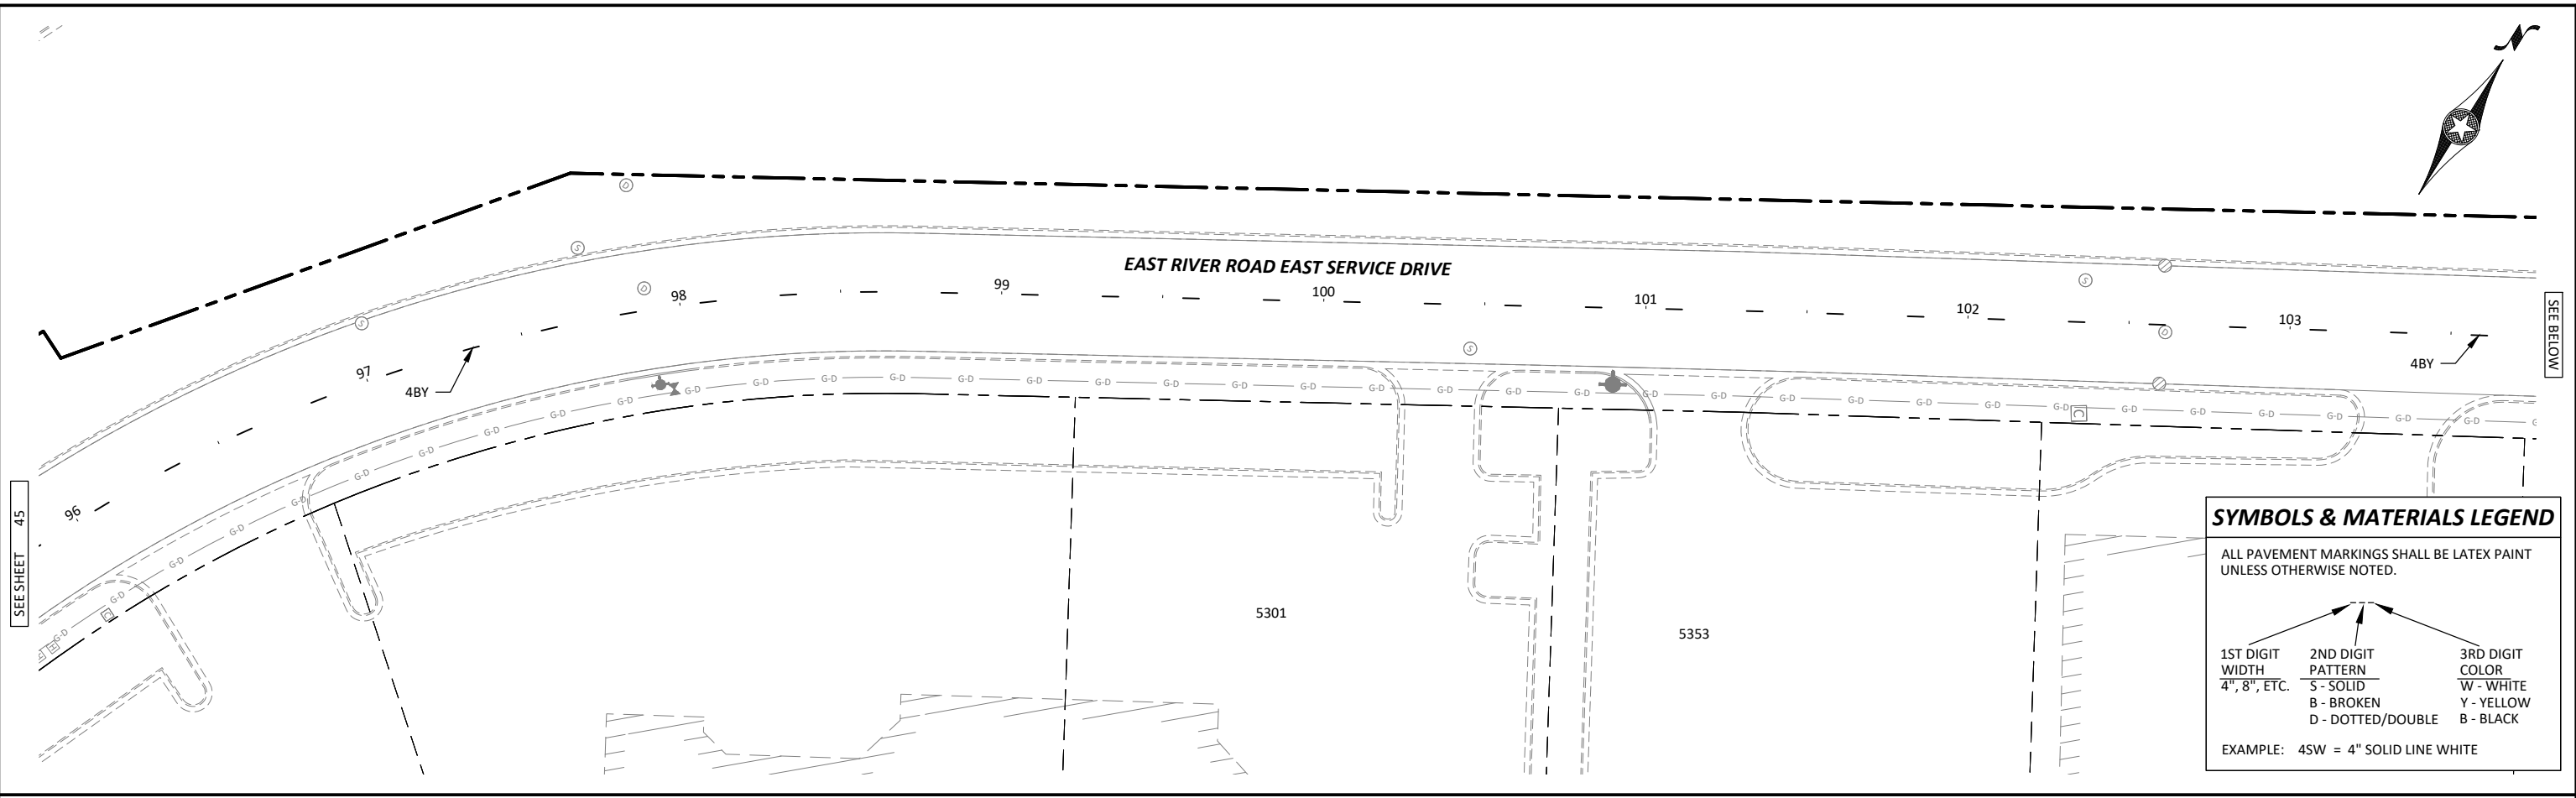 N
EAST RIVER ROAD EAST SERVICE DRIVE
96
97
98
99
100
101
102
103
4BY
4BY
SEE SHEET 45
SEE BELOW
D
S
D
S
S
S
D
C
C
H
G-D G-D G-D G-D G-D G-D G-D G-D G-D G-D G-D G-D G-D G-D G-D G-D G-D G-D G-D G-D G-D G-D G-D G-D G-D G-D G-D G-D G-D G-D G-D G-D G-D G-D G-D G-D G-D
5301
5353
SYMBOLS & MATERIALS LEGEND
ALL PAVEMENT MARKINGS SHALL BE LATEX PAINT
UNLESS OTHERWISE NOTED.
1ST DIGIT 2ND DIGIT 3RD DIGIT
WIDTH PATTERN COLOR
4", 8", ETC. S - SOLID W - WHITE
B - BROKEN Y - YELLOW
D - DOTTED/DOUBLE B - BLACK
EXAMPLE: 4SW = 4" SOLID LINE WHITE